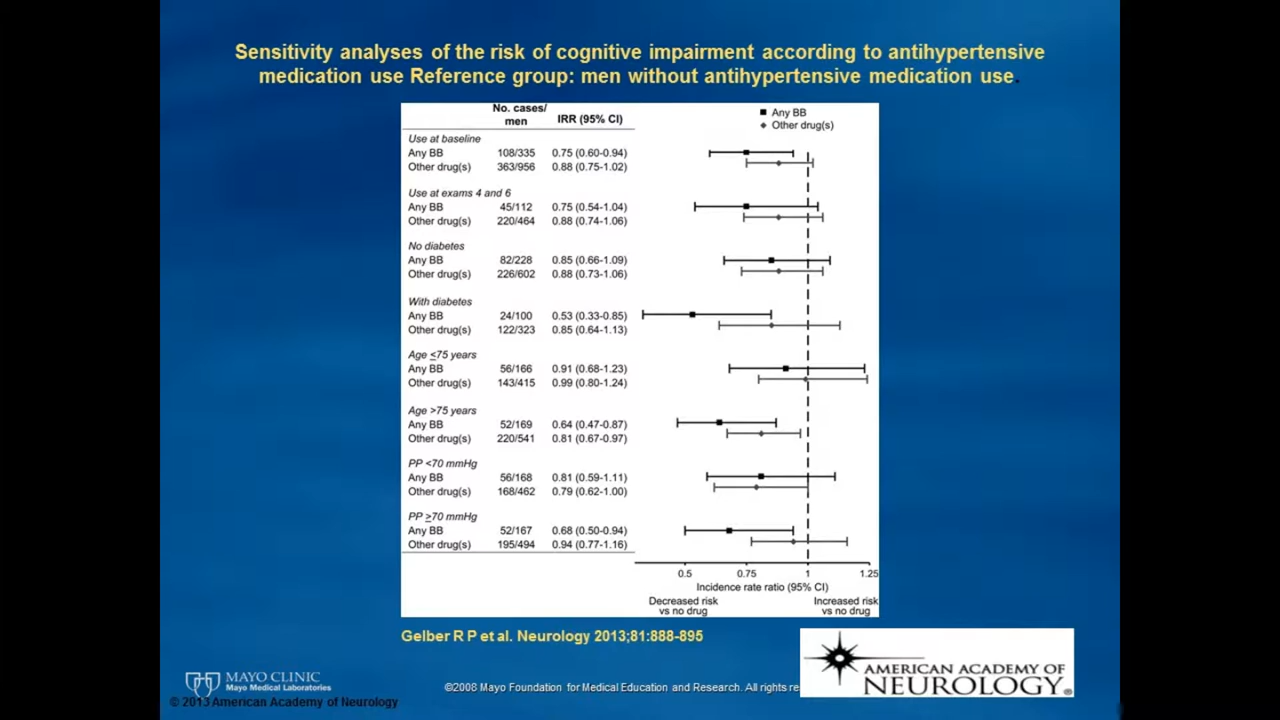 Sensitivity analyses of the risk of cognitive impairment according to antihypertensive
medication use Reference group: men without antihypertensive medication use.
No. cases/
men IRR (95% CI)
Any BB
Other drug(s)
Use at baseline
Any BB 108/335 0.75 (0.60-0.94)
Other drug(s) 363/956 0.88 (0.75-1.02)
Use at exams 4 and 6
Any BB 45/112 0.75 (0.54-1.04)
Other drug(s) 220/464 0.88 (0.74-1.06)
No diabetes
Any BB 82/228 0.85 (0.66-1.09)
Other drug(s) 226/602 0.88 (0.73-1.06)
With diabetes
Any BB 24/100 0.53 (0.33-0.85)
Other drug(s) 122/323 0.85 (0.64-1.13)
Age ≤75 years
Any BB 56/166 0.91 (0.68-1.23)
Other drug(s) 143/415 0.99 (0.80-1.24)
Age >75 years
Any BB 52/169 0.64 (0.47-0.87)
Other drug(s) 220/541 0.81 (0.67-0.97)
PP <70 mmHg
Any BB 56/168 0.81 (0.59-1.11)
Other drug(s) 168/462 0.79 (0.62-1.00)
PP ≥70 mmHg
Any BB 52/167 0.68 (0.50-0.94)
Other drug(s) 195/494 0.94 (0.77-1.16)
0.5 0.75 1 1.25
Incidence rate ratio (95% CI)
Decreased risk Increased risk
vs no drug vs no drug
Gelber R P et al. Neurology 2013;81:888-895
AMERICAN ACADEMY OF
NEUROLOGY®
MAYO CLINIC
Mayo Medical Laboratories
©2008 Mayo Foundation for Medical Education and Research. All rights re
© 2013 American Academy of Neurology